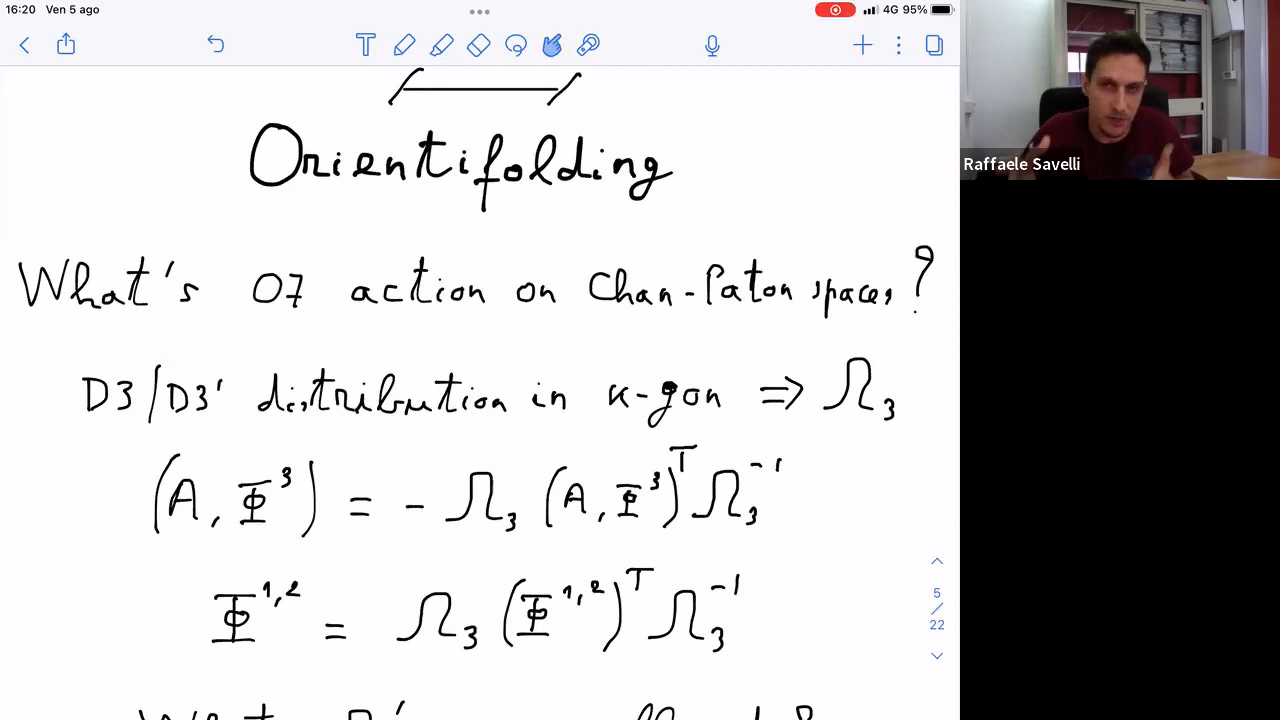 16:20 Ven 5 ago
4G 95%
Raffaele Savelli
Orientifolding
What's O7 action on Chan-Paton spaces?
D3/D3' distribution in k-gon ⇒ Ω₃
(A, Φ³) = - Ω₃ (A, Φ³)ᵀ Ω₃⁻¹
Φ¹,² = Ω₃ (Φ¹,²)ᵀ Ω₃⁻¹
5
/
22